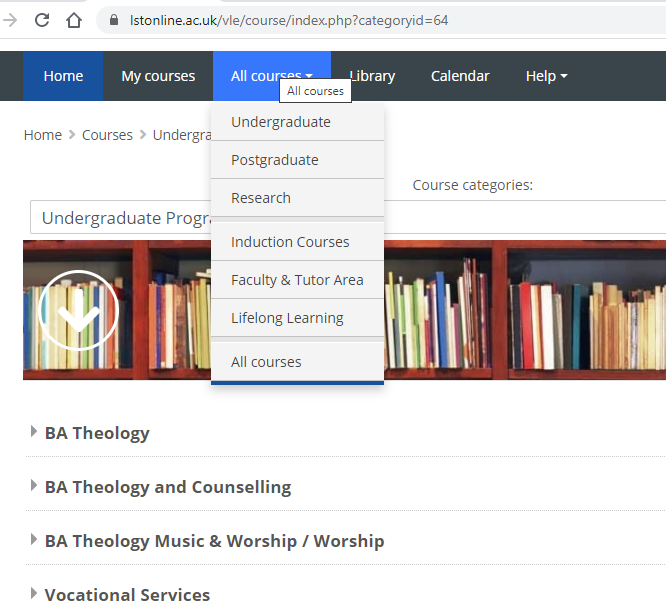 lstonline.ac.uk/vle/course/index.php?categoryid=64
Home My courses All courses Library Calendar Help
All courses
Undergraduate
Postgraduate
Research
Induction Courses
Faculty & Tutor Area
Lifelong Learning
All courses
Home Courses Undergra
Course categories:
Undergraduate Progr
BA Theology
BA Theology and Counselling
BA Theology Music & Worship / Worship
Vocational Services